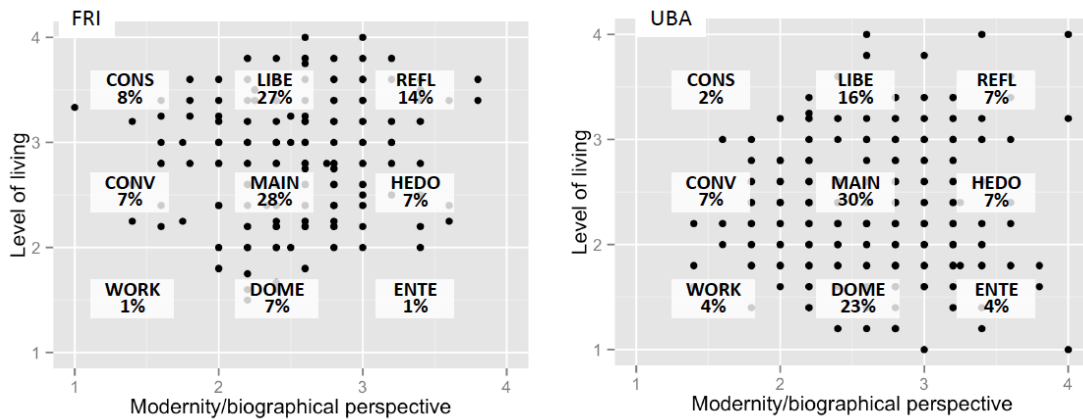 FRI
4
3
2
1
Level of living
CONS
8%
LIBE
27%
REFL
14%
CONV
7%
MAIN
28%
HEDO
7%
WORK
1%
DOME
7%
ENTE
1%
1
2
3
4
Modernity/biographical perspective
UBA
4
3
2
1
Level of living
CONS
2%
LIBE
16%
REFL
7%
CONV
7%
MAIN
30%
HEDO
7%
WORK
4%
DOME
23%
ENTE
4%
1
2
3
4
Modernity/biographical perspective